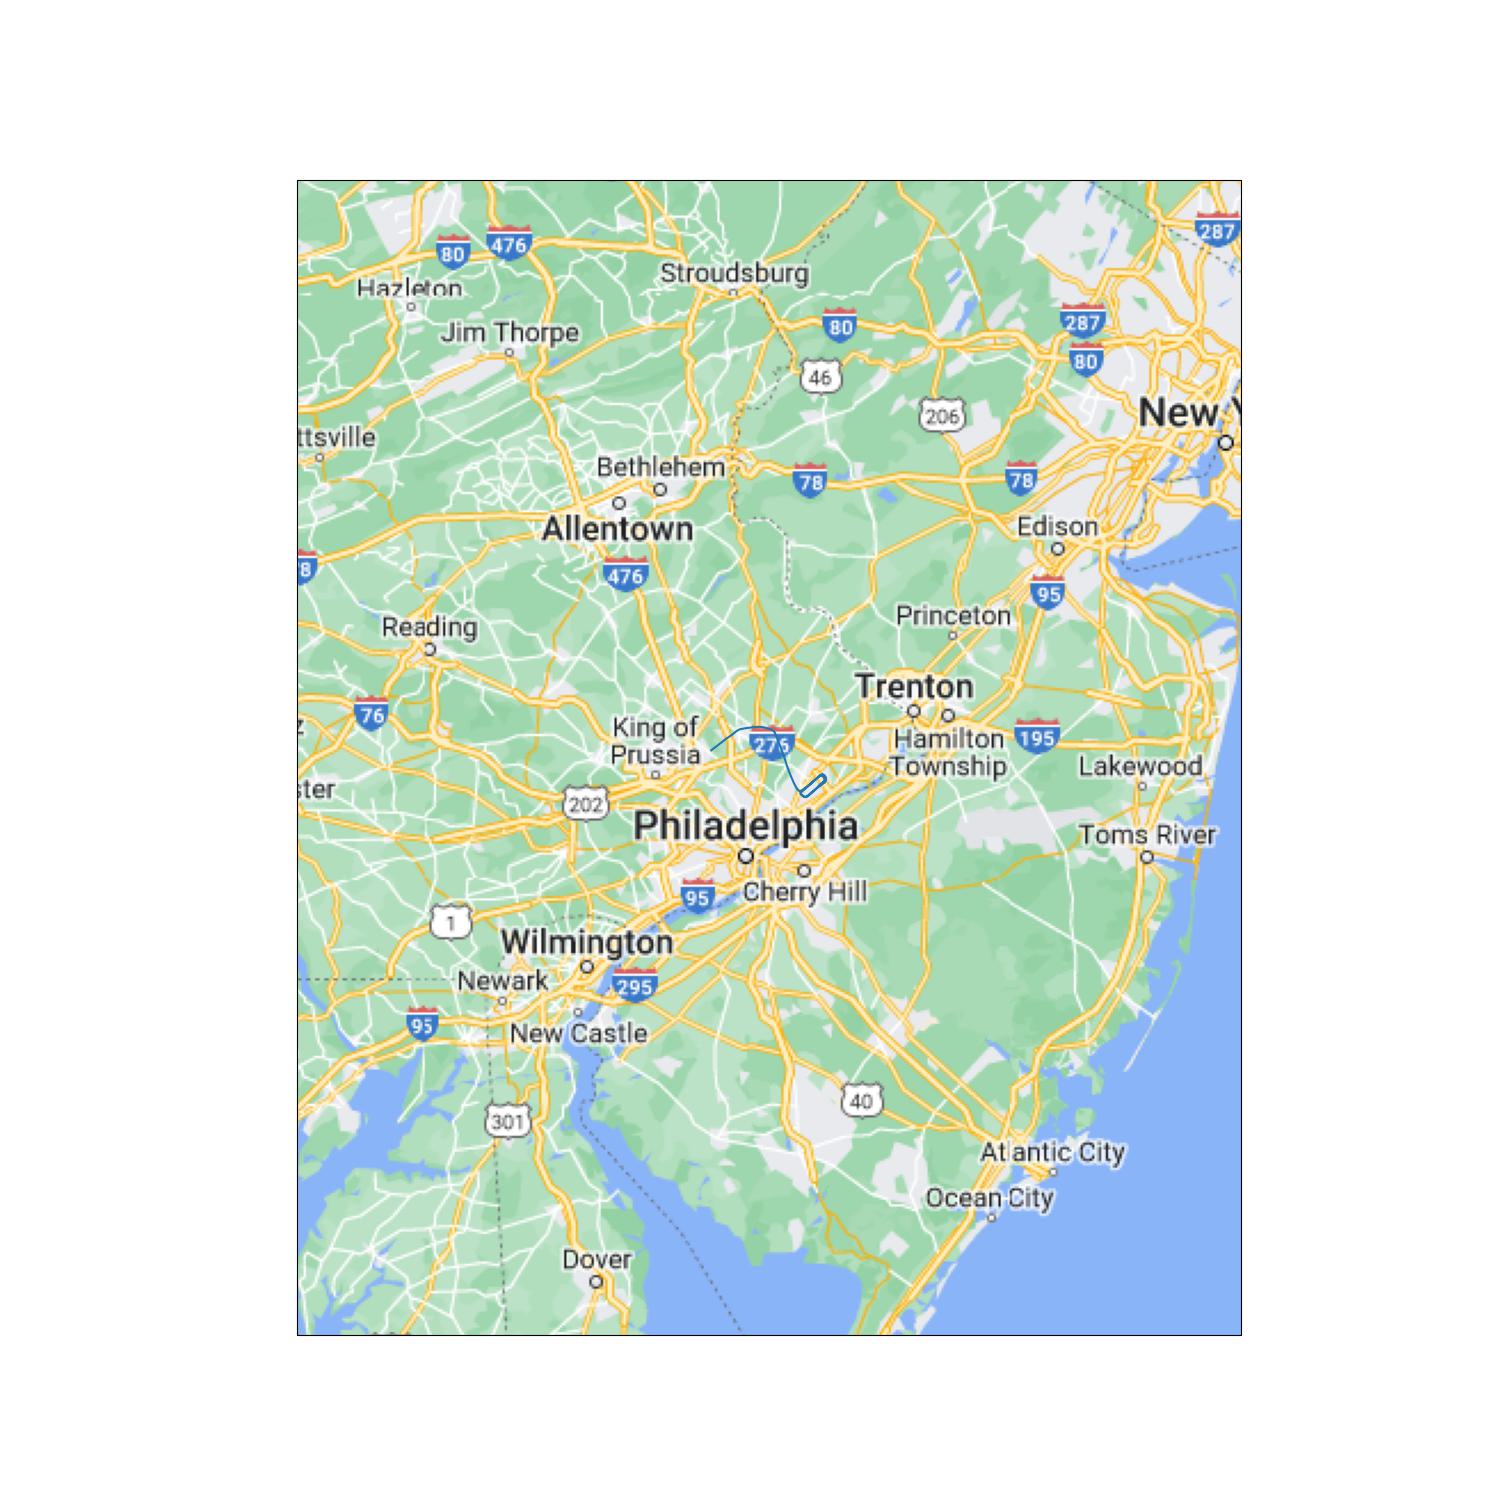 287
80
476
Stroudsburg
Hazleton
Jim Thorpe
80
287
80
46
206
New Y
ttsville
Bethlehem
78
78
Allentown
Edison
8
476
95
Princeton
Reading
Trenton
76
King of
Prussia
z
276
Hamilton
Township
195
Lakewood
ster
202
Philadelphia
Toms River
95
Cherry Hill
1
Wilmington
Newark
295
95
New Castle
40
301
Atlantic City
Ocean City
Dover